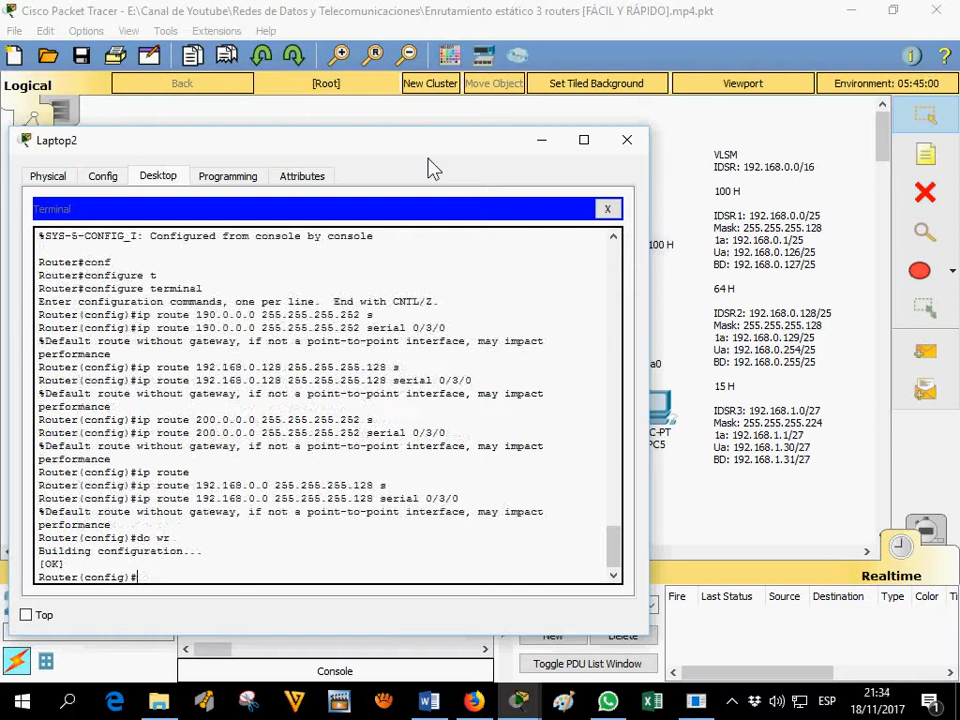 Cisco Packet Tracer - E:\Canal de Youtube\Redes de Datos y Telecomunicaciones\Enrutamiento estático 3 routers [FÁCIL Y RÁPIDO].mp4.pkt
File Edit Options View Tools Extensions Help
Logical Back [Root] New Cluster Move Object Set Tiled Background Viewport Environment: 05:45:00
Laptop2
Physical Config Desktop Programming Attributes
Terminal X
%SYS-5-CONFIG_I: Configured from console by console
Router#conf
Router#configure t
Router#configure terminal
Enter configuration commands, one per line. End with CNTL/Z.
Router(config)#ip route 190.0.0.0 255.255.255.252 s
Router(config)#ip route 190.0.0.0 255.255.255.252 serial 0/3/0
%Default route without gateway, if not a point-to-point interface, may impact
performance
Router(config)#ip route 192.168.0.128 255.255.255.128 s
Router(config)#ip route 192.168.0.128 255.255.255.128 serial 0/3/0
%Default route without gateway, if not a point-to-point interface, may impact
performance
Router(config)#ip route 200.0.0.0 255.255.255.252 s
Router(config)#ip route 200.0.0.0 255.255.255.252 serial 0/3/0
%Default route without gateway, if not a point-to-point interface, may impact
performance
Router(config)#ip route
Router(config)#ip route 192.168.0.0 255.255.255.128 s
Router(config)#ip route 192.168.0.0 255.255.255.128 serial 0/3/0
%Default route without gateway, if not a point-to-point interface, may impact
performance
Router(config)#do wr
Building configuration...
[OK]
Router(config)#
Top
100 H
a0
C-PT
PC5
VLSM
IDSR: 192.168.0.0/16
100 H
IDSR1: 192.168.0.0/25
Mask: 255.255.255.128
1a: 192.168.0.1/25
Ua: 192.168.0.126/25
BD: 192.168.0.127/25
64 H
IDSR2: 192.168.0.128/25
Mask: 255.255.255.128
1a: 192.168.0.129/25
Ua: 192.168.0.254/25
BD: 192.168.0.255/25
15 H
IDSR3: 192.168.1.0/27
Mask: 255.255.255.224
1a: 192.168.1.1/27
Ua: 192.168.1.30/27
BD: 192.168.1.31/27
Realtime
Fire Last Status Source Destination Type Color Ti
New Delete
Toggle PDU List Window
Console
ESP
21:34
18/11/2017